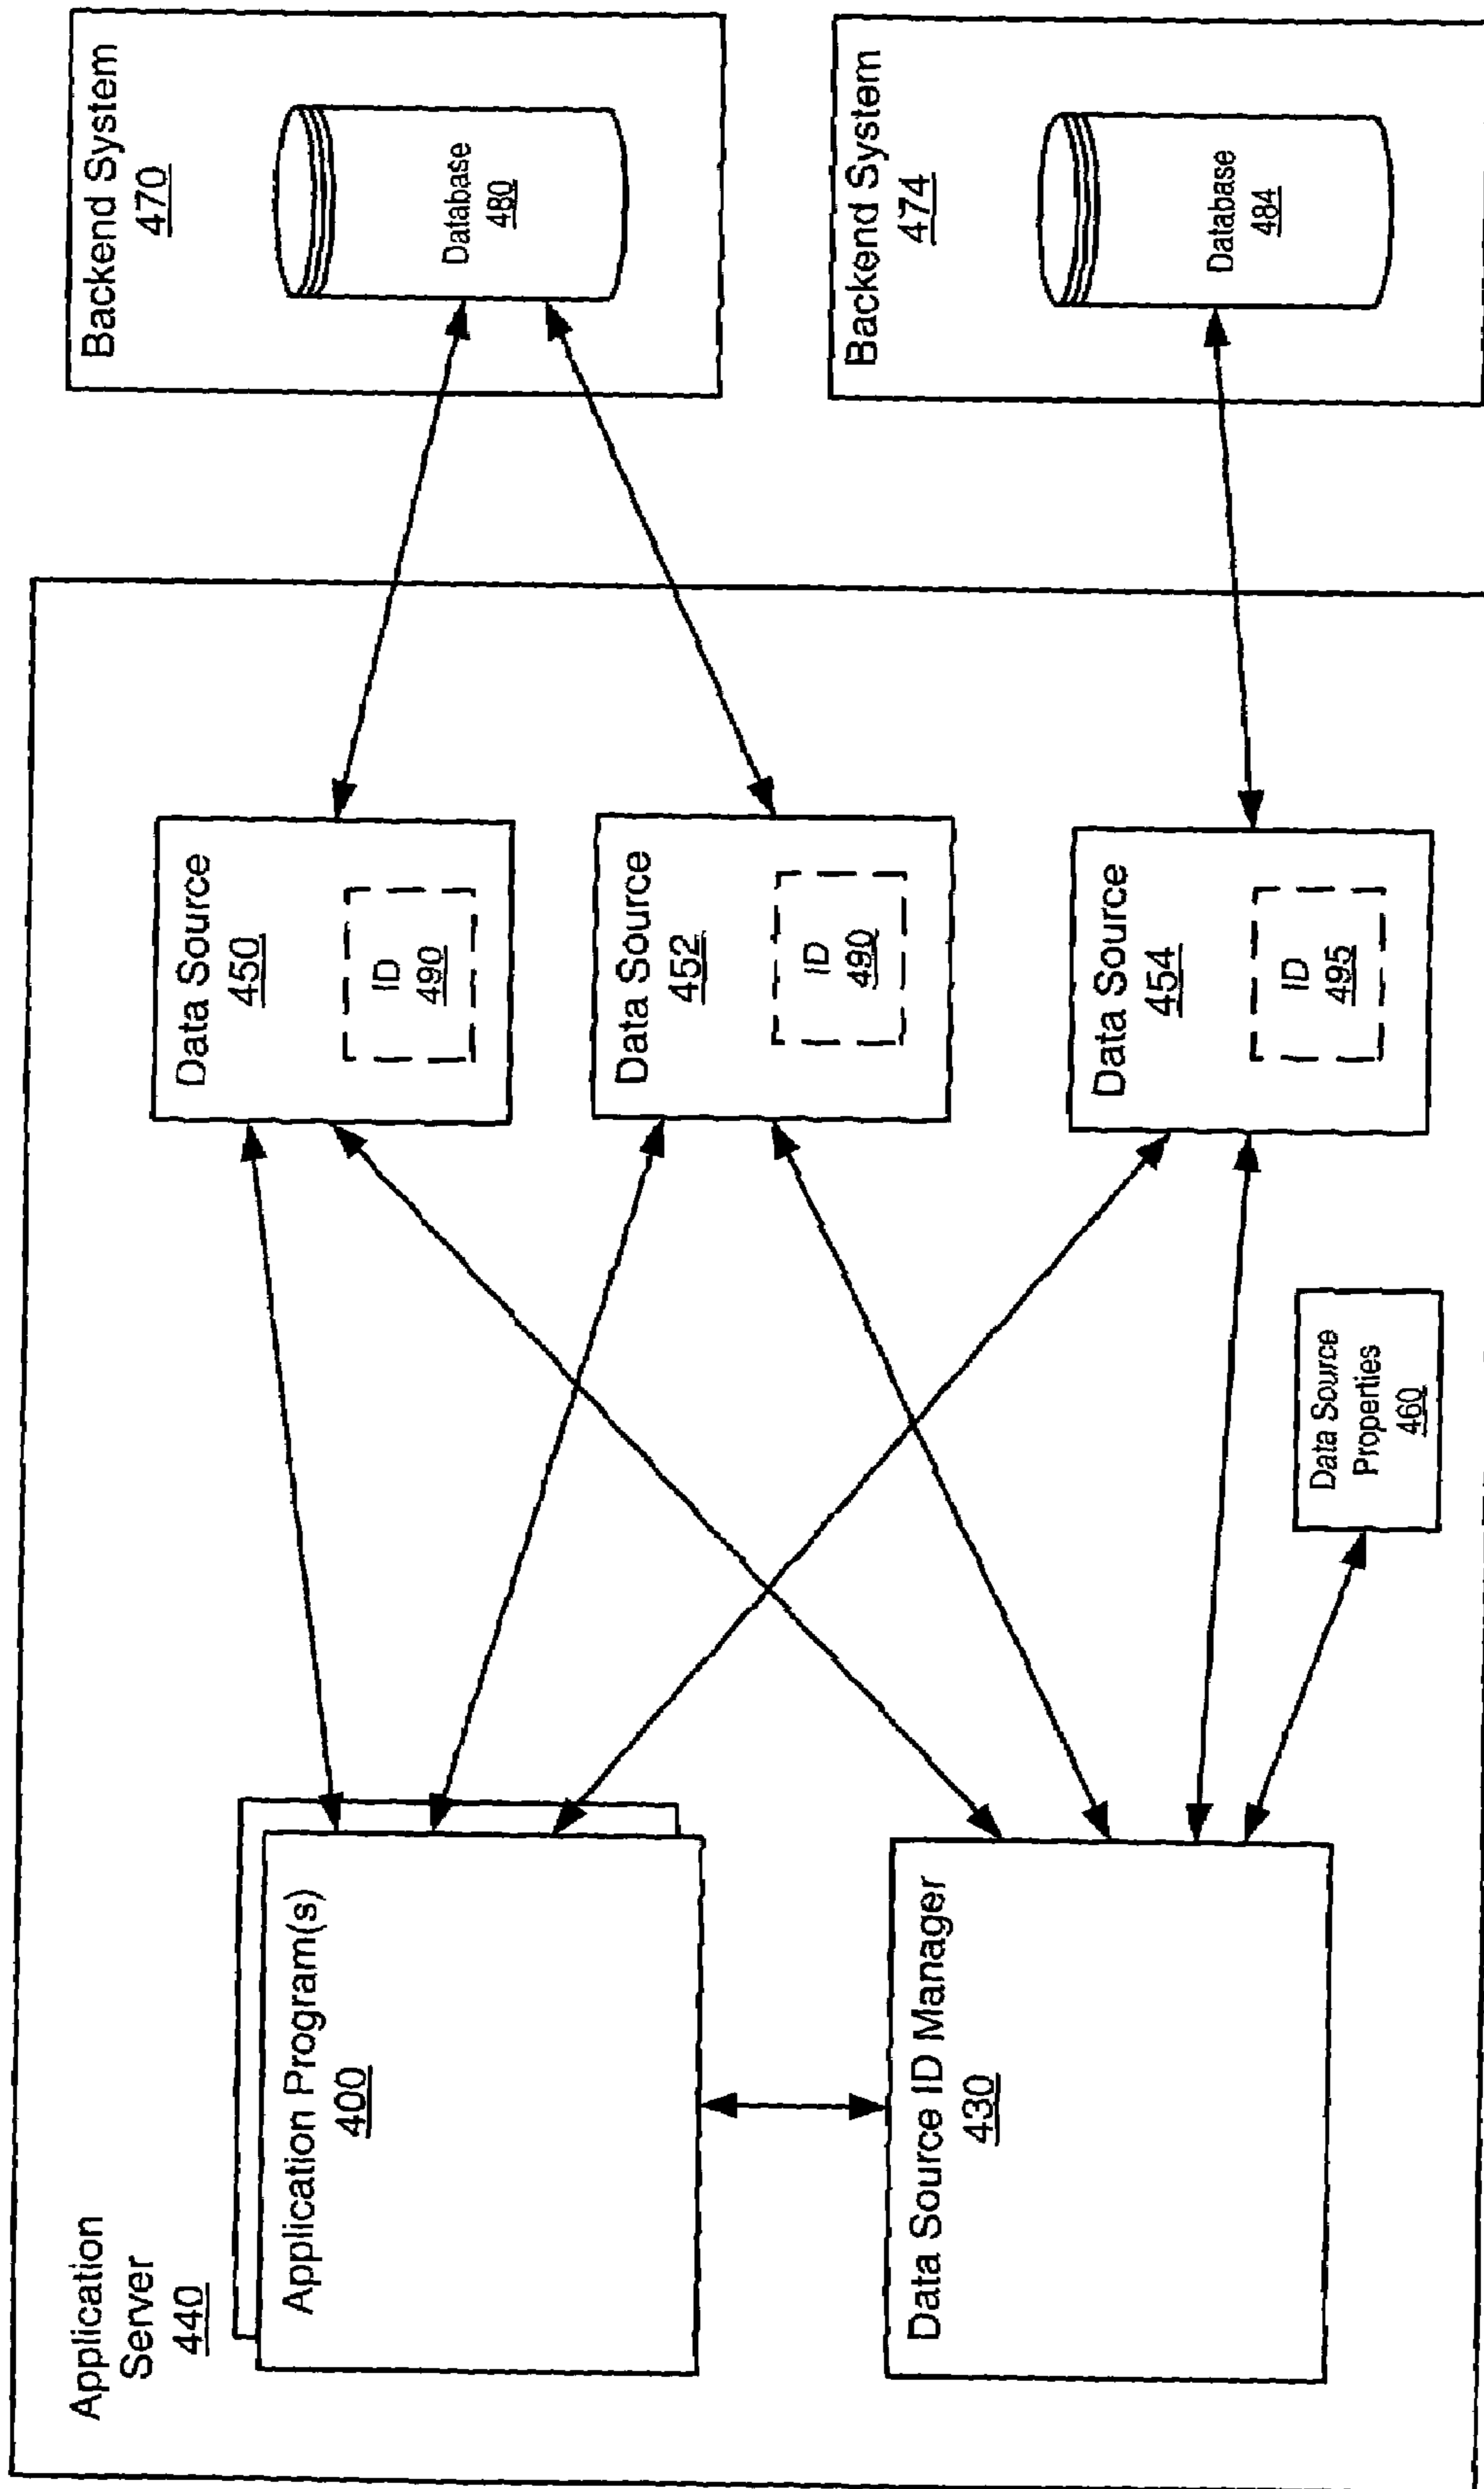 Application
Server
440
Application Program(s)
400
Data Source ID Manager
430
Data Source
450
ID
490
Data Source
452
ID
490
Data Source
454
ID
495
Data Source
Properties
460
Backend System
470
Database
480
Backend System
474
Database
484